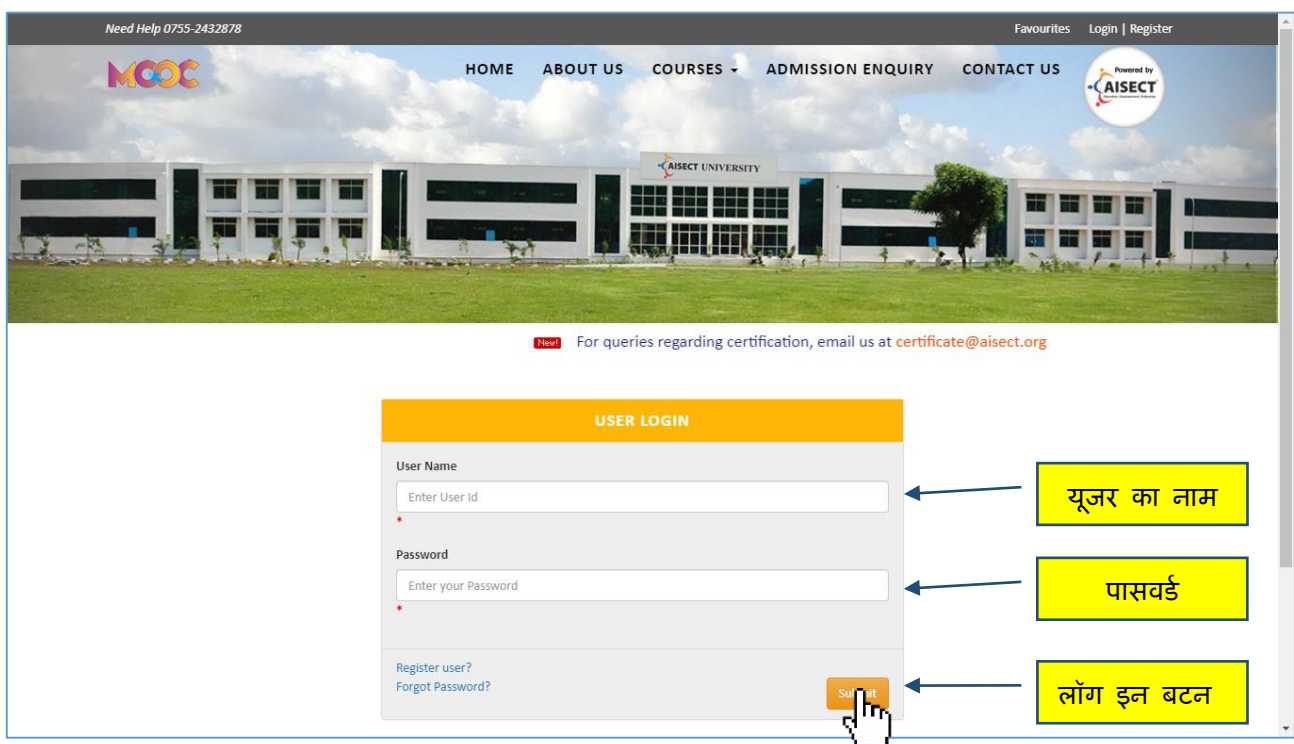 Need Help 0755-2432878
Favourites Login | Register
MOOC
HOME ABOUT US COURSES ADMISSION ENQUIRY CONTACT US
Powered by
AISECT
AISECT UNIVERSITY
New! For queries regarding certification, email us at certificate@aisect.org
USER LOGIN
User Name
Enter User Id
*
यूजर का नाम
Password
Enter your Password
*
पासवर्ड
Register user?
Forgot Password?
लॉग इन बटन